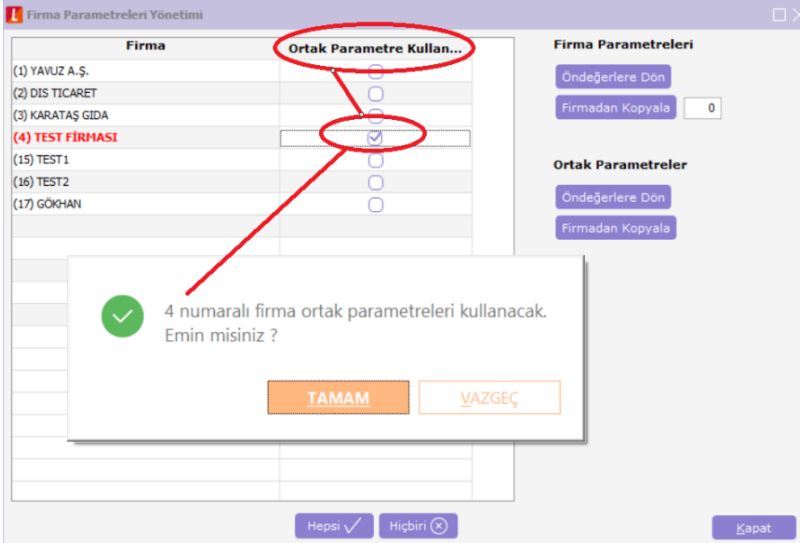 Firma Parametreleri Yönetimi
Firma
Ortak Parametre Kullan...
(1) YAVUZ A.Ş.
(2) DIS TICARET
(3) KARATAŞ GIDA
(4) TEST FİRMASI
(15) TEST1
(16) TEST2
(17) GÖKHAN
Firma Parametreleri
Öndeğerlere Dön
Firmadan Kopyala 0
Ortak Parametreler
Öndeğerlere Dön
Firmadan Kopyala
4 numaralı firma ortak parametreleri kullanacak.
Emin misiniz ?
TAMAM VAZGEÇ
Hepsi Hiçbiri
Kapat